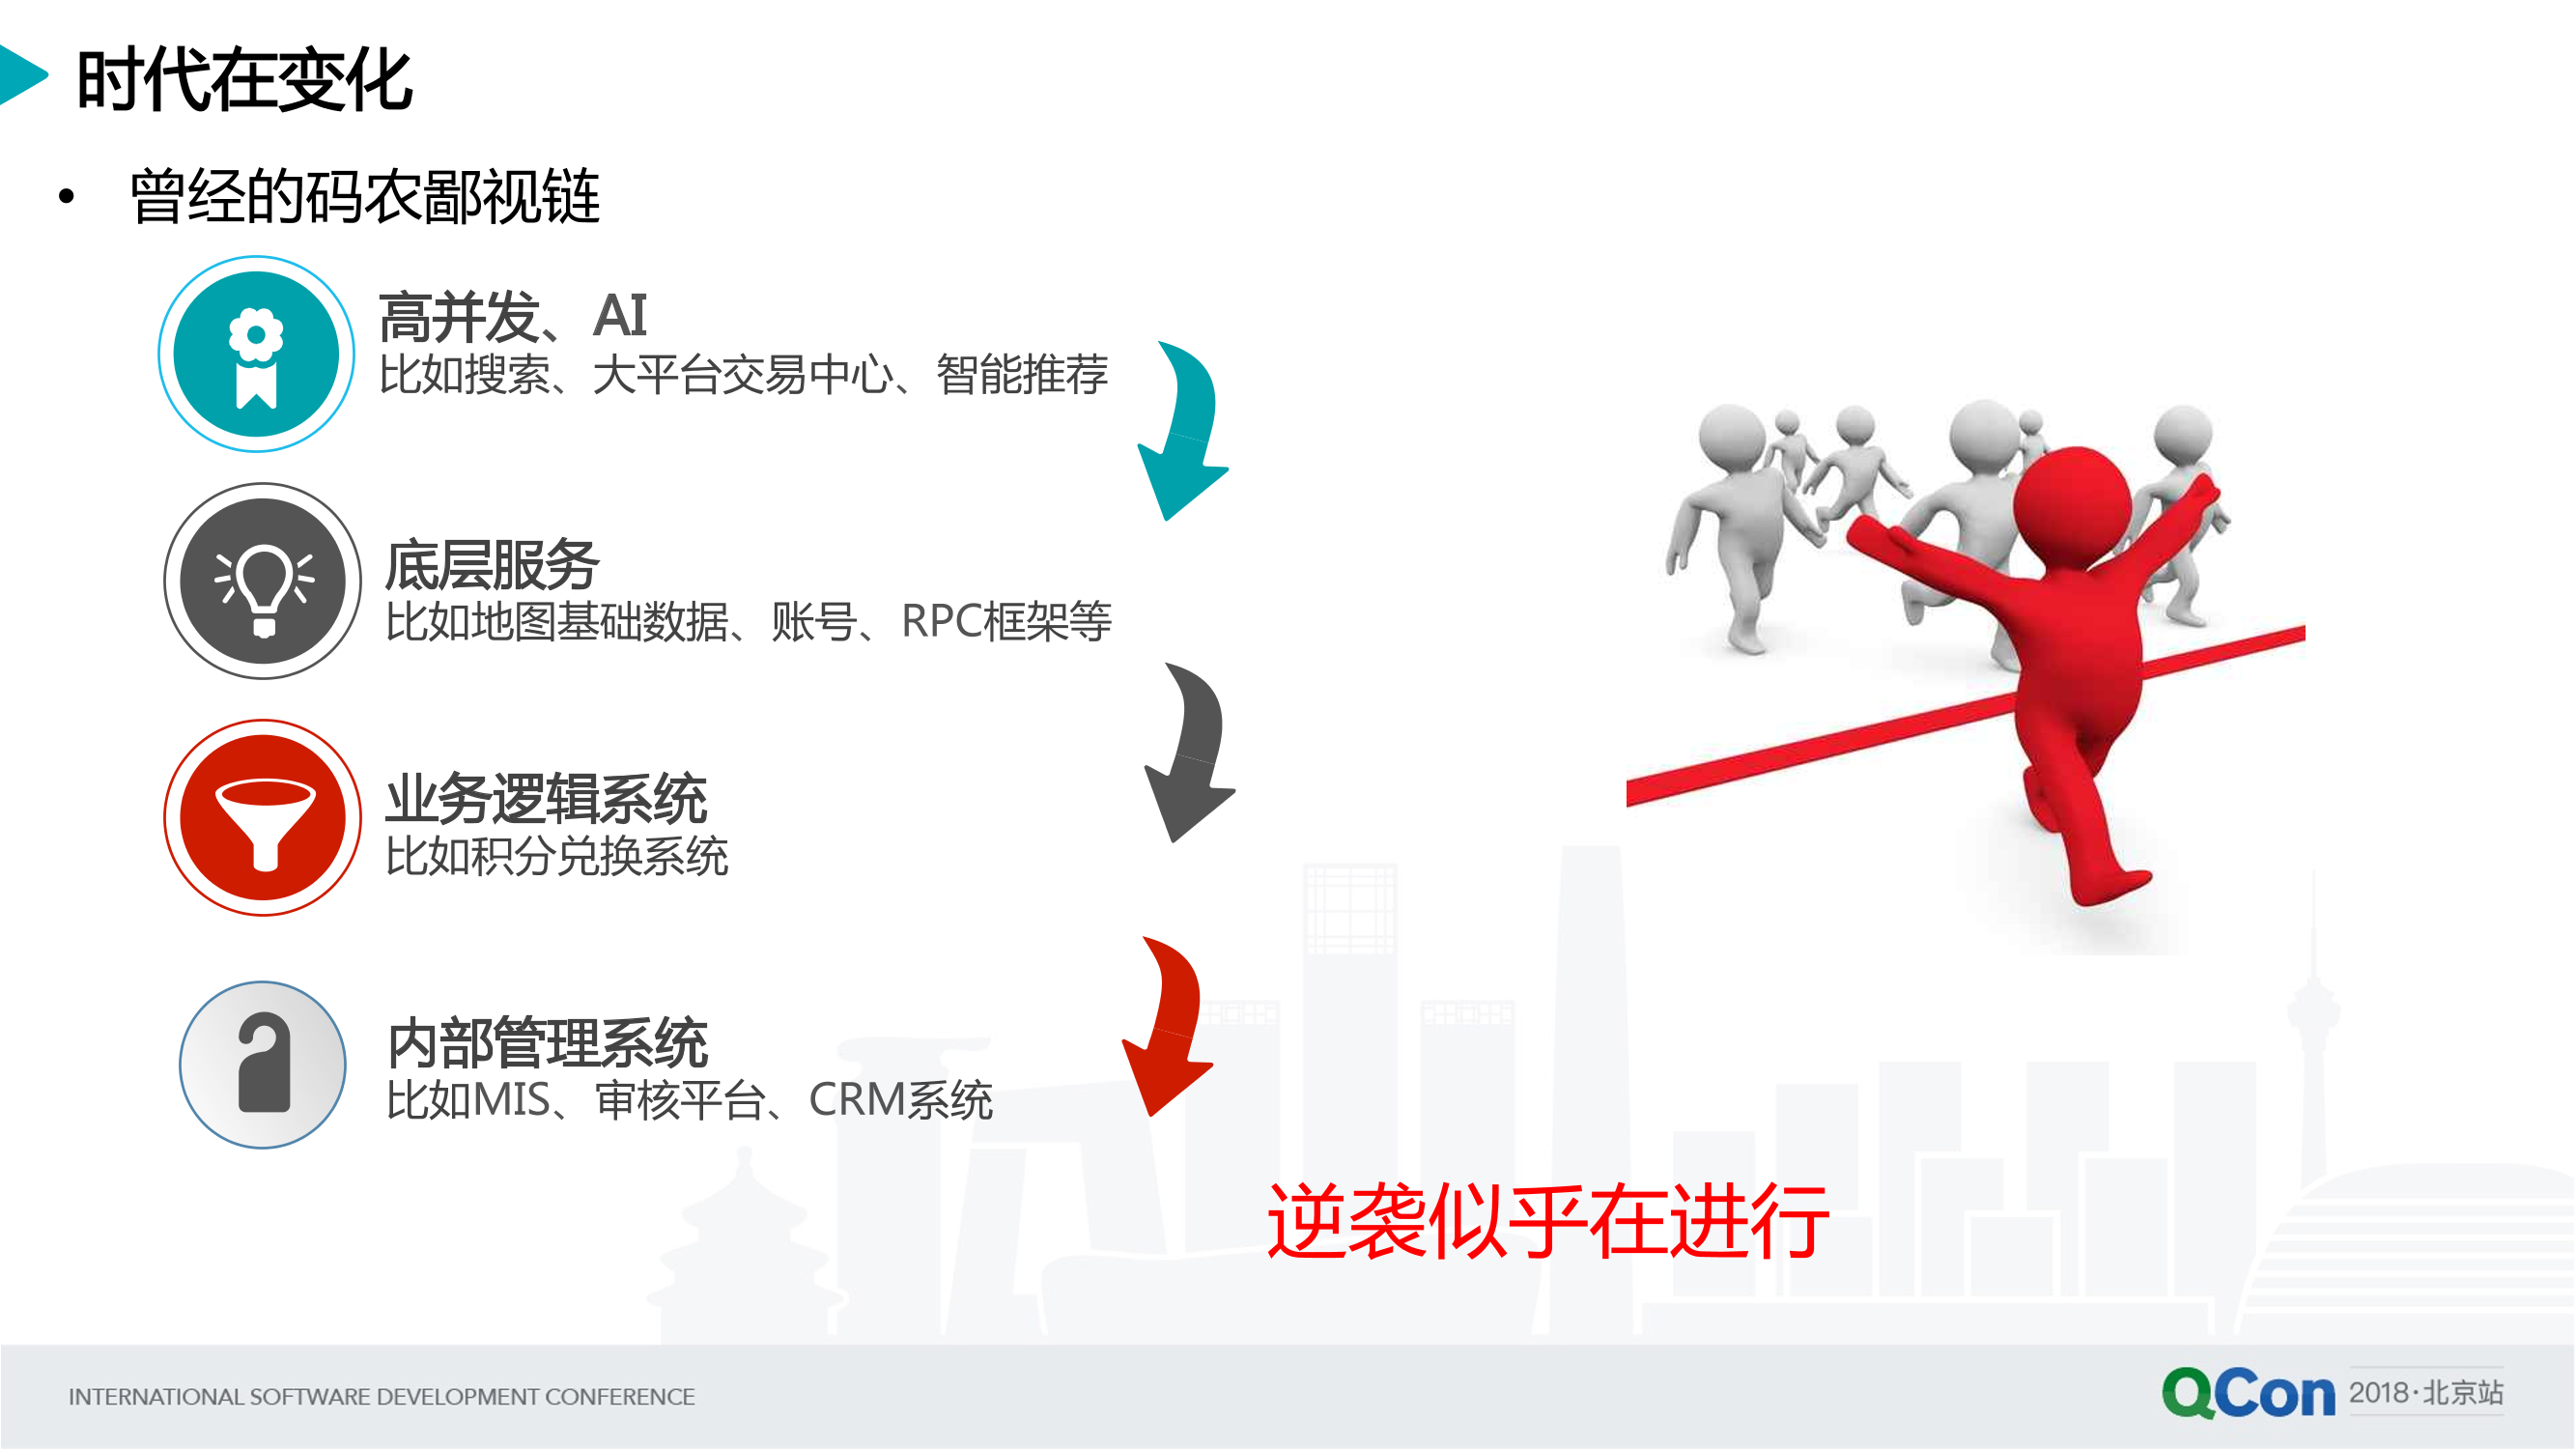 时代在变化
• 曾经的码农鄙视链
高并发、AI
比如搜索、大平台交易中心、智能推荐
底层服务
比如地图基础数据、账号、RPC框架等
业务逻辑系统
比如积分兑换系统
内部管理系统
比如MIS、审核平台、CRM系统
逆袭似乎在进行
INTERNATIONAL SOFTWARE DEVELOPMENT CONFERENCE
QCon 2018·北京站